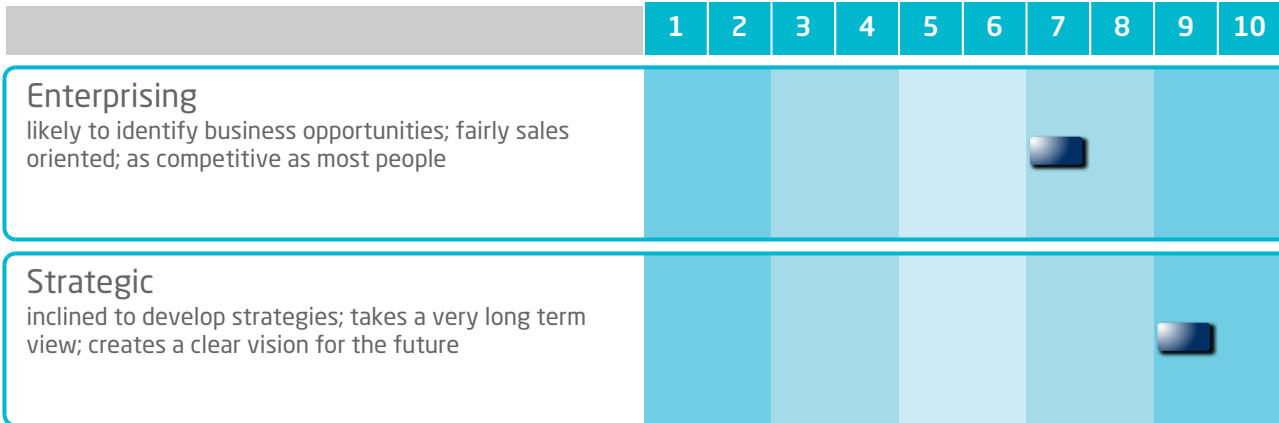 1 2 3 4 5 6 7 8 9 10
Enterprising
likely to identify business opportunities; fairly sales
oriented; as competitive as most people
Strategic
inclined to develop strategies; takes a very long term
view; creates a clear vision for the future